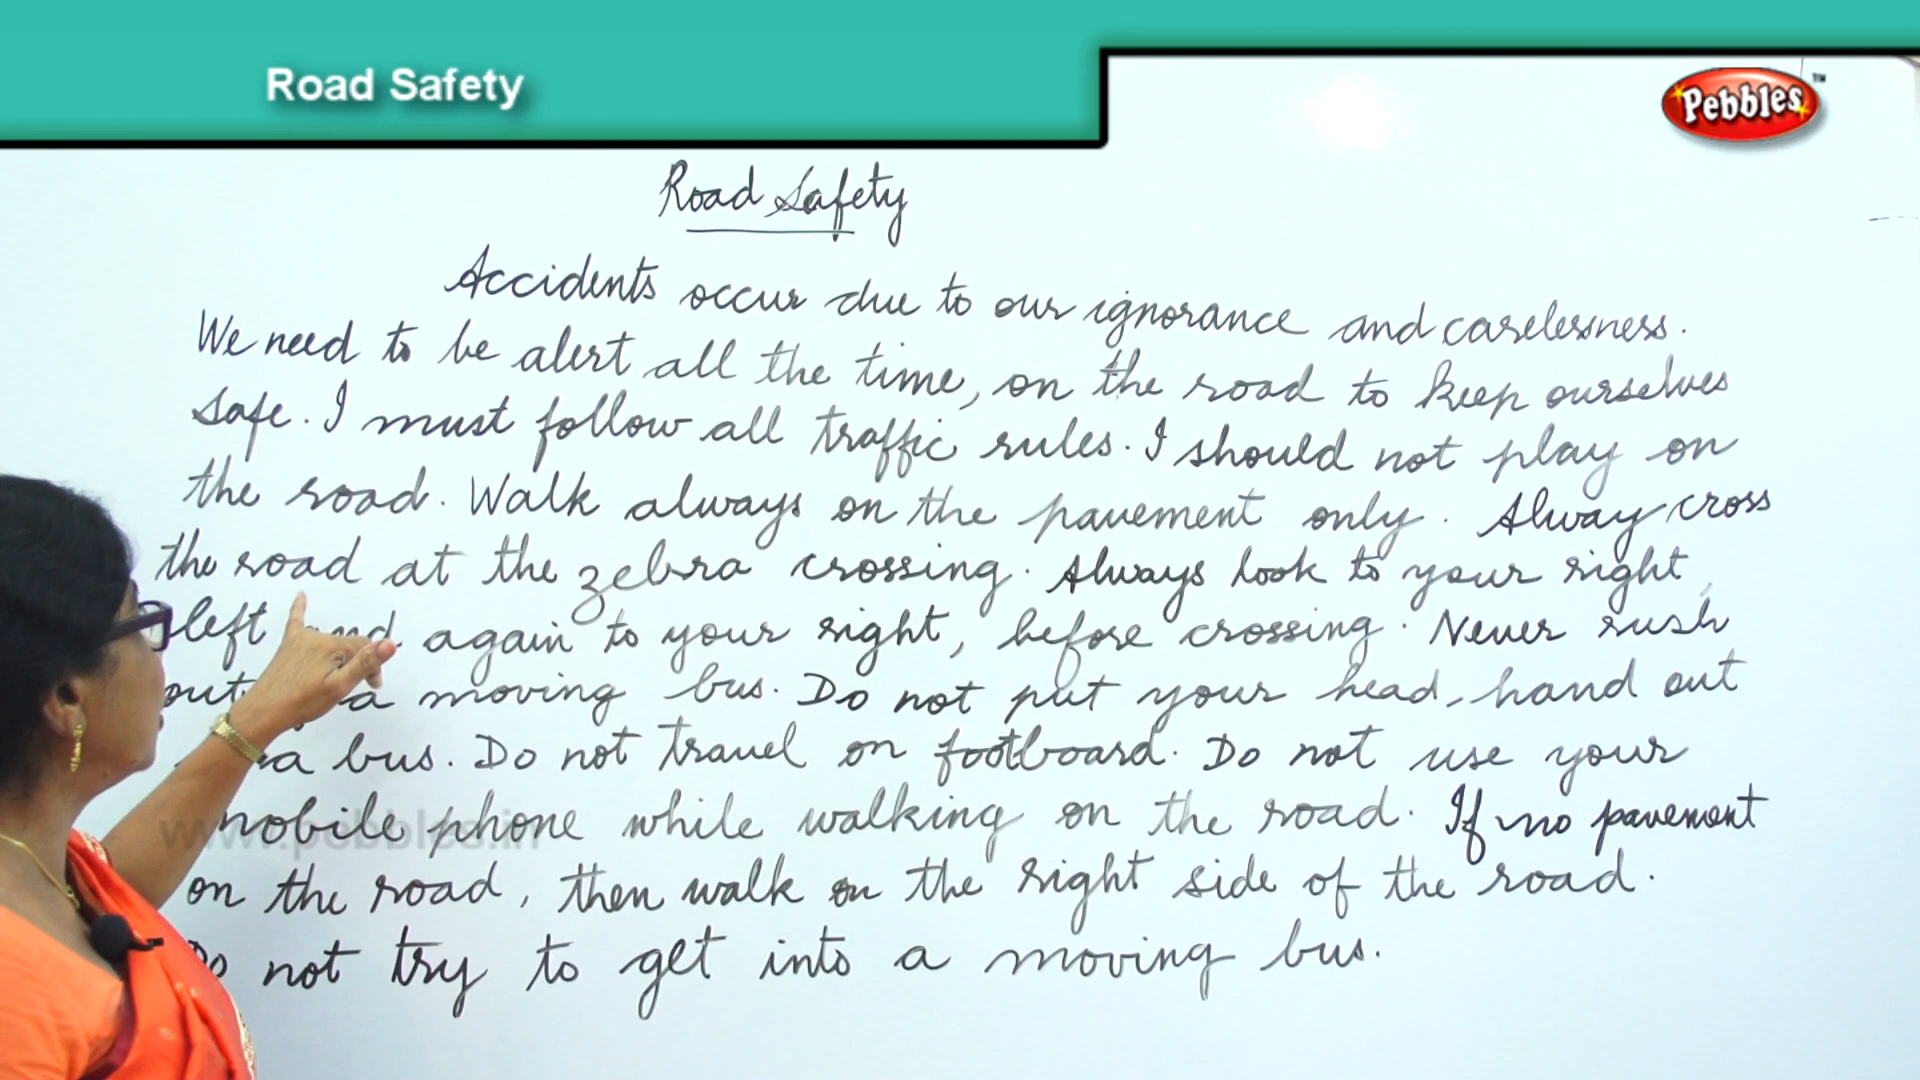 Road Safety
Pebbles™
Road Safety
Accidents occur due to our ignorance and carelessness.
We need to be alert all the time, on the road to keep ourselves
safe. I must follow all traffic rules. I should not play on
the road. Walk always on the pavement only. Alway cross
the road at the zebra crossing. Always look to your right,
left and again to your right, before crossing. Never rush
out a moving bus. Do not put your head, hand out
a bus. Do not travel on footboard. Do not use your
mobile phone while walking on the road. If no pavement
www.pebbles.in
on the road, then walk on the right side of the road.
Do not try to get into a moving bus.